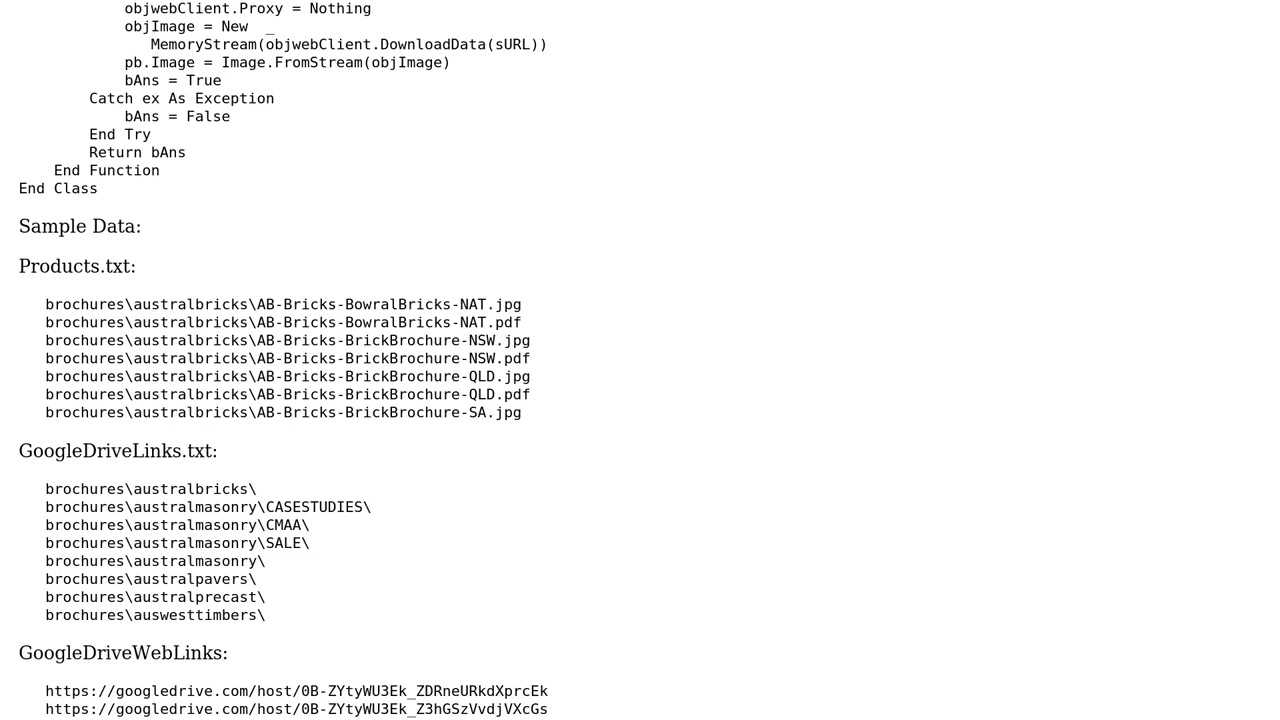 objwebClient.Proxy = Nothing
objImage = New  _
MemoryStream(objwebClient.DownloadData(sURL))
pb.Image = Image.FromStream(objImage)
bAns = True
Catch ex As Exception
bAns = False
End Try
Return bAns
End Function
End Class
Sample Data:
Products.txt:
brochures\australbricks\AB-Bricks-BowralBricks-NAT.jpg
brochures\australbricks\AB-Bricks-BowralBricks-NAT.pdf
brochures\australbricks\AB-Bricks-BrickBrochure-NSW.jpg
brochures\australbricks\AB-Bricks-BrickBrochure-NSW.pdf
brochures\australbricks\AB-Bricks-BrickBrochure-QLD.jpg
brochures\australbricks\AB-Bricks-BrickBrochure-QLD.pdf
brochures\australbricks\AB-Bricks-BrickBrochure-SA.jpg
GoogleDriveLinks.txt:
brochures\australbricks\
brochures\australmasonry\CASESTUDIES\
brochures\australmasonry\CMAA\
brochures\australmasonry\SALE\
brochures\australmasonry\
brochures\australpavers\
brochures\australprecast\
brochures\auswesttimbers\
GoogleDriveWebLinks:
https://googledrive.com/host/0B-ZYtyWU3Ek_ZDRneURkdXprcEk
https://googledrive.com/host/0B-ZYtyWU3Ek_Z3hGSzVvdjVXcGs